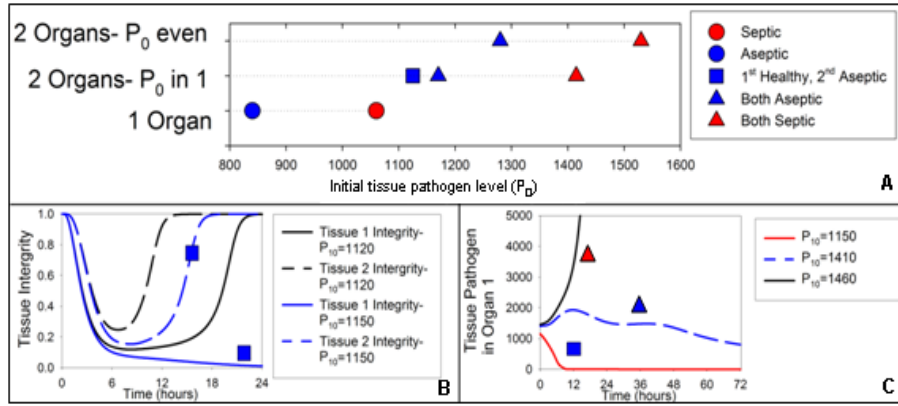 2 Organs- P0 even
2 Organs- P0 in 1
1 Organ
800 900 1000 1100 1200 1300 1400 1500 1600
Initial tissue pathogen level (P0)
Septic
Aseptic
1st Healthy, 2nd Aseptic
Both Aseptic
Both Septic
A
Tissue Intergrity
1.0
0.8
0.6
0.4
0.2
0.0
0 6 12 18 24
Time (hours)
Tissue 1 Integrity-
P10=1120
Tissue 2 Intergrity-
P10=1120
Tissue 1 Integrity-
P10=1150
Tissue 2 Integrity-
P10=1150
B
Tissue Pathogen
in Organ 1
5000
4000
3000
2000
1000
0
0 12 24 36 48 60 72
Time (hours)
P10=1150
P10=1410
P10=1460
C